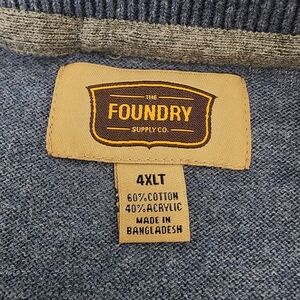 THE
FOUNDRY
SUPPLY CO.
4XLT
60% COTTON
40% ACRYLIC
MADE IN
BANGLADESH